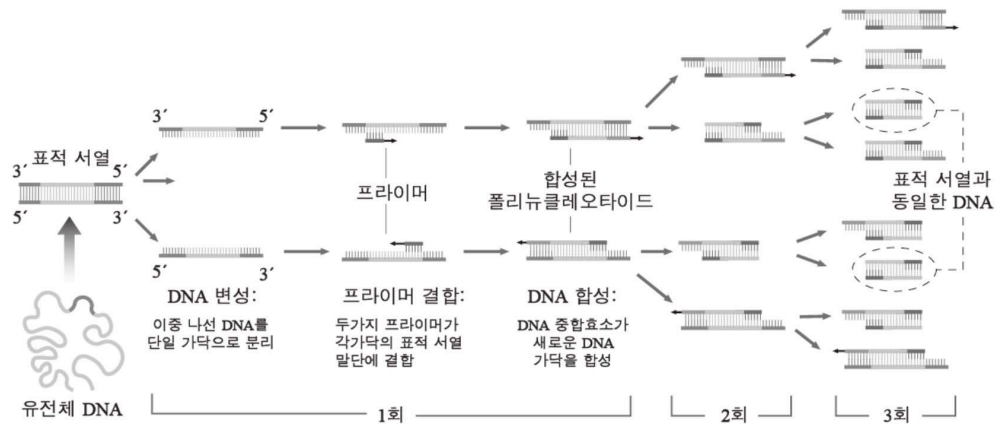 3´ 5´
표적 서열
3´ 5´
5´ 3´
프라이머
합성된
폴리뉴클레오타이드
표적 서열과
동일한 DNA
5´ 3´
DNA 변성:
이중 나선 DNA를
단일 가닥으로 분리
프라이머 결합:
두가지 프라이머가
각가닥의 표적 서열
말단에 결합
DNA 합성:
DNA 중합효소가
새로운 DNA
가닥을 합성
유전체 DNA
1회
2회
3회